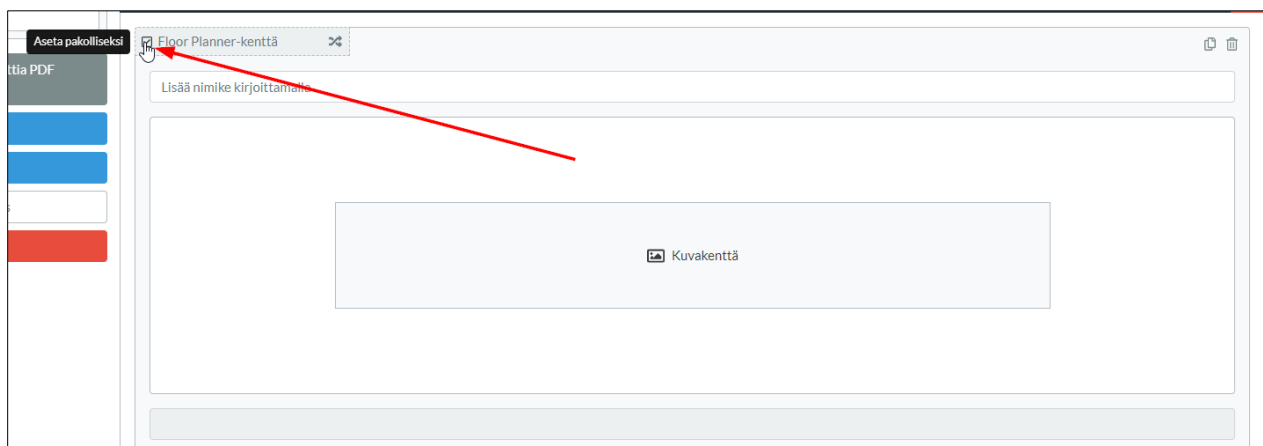 Aseta pakolliseksi
Floor Planner-kenttä
ttia PDF
Lisää nimike kirjoittamalla
s
Kuvakenttä